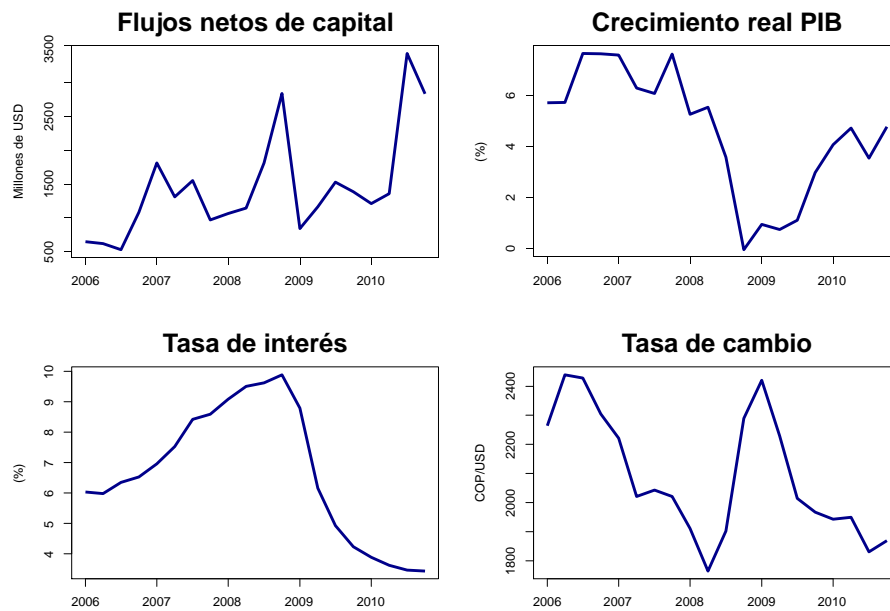 Flujos netos de capital
Millones de USD
3500
2500
1500
500
2006 2007 2008 2009 2010
Crecimiento real PIB
(%)
6
4
2
0
2006 2007 2008 2009 2010
Tasa de interés
(%)
10
9
8
7
6
5
4
2006 2007 2008 2009 2010
Tasa de cambio
COP/USD
2400
2200
2000
1800
2006 2007 2008 2009 2010